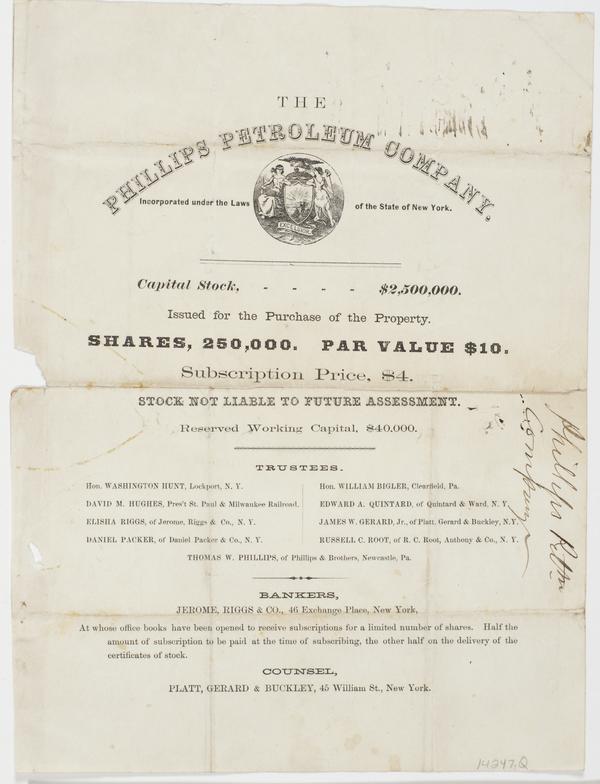 THE
PHILLIPS PETROLEUM COMPANY.
Incorporated under the Laws of the State of New York.
EXCELSIOR
Capital Stock, - - - - $2,500,000.
Issued for the Purchase of the Property.
SHARES, 250,000. PAR VALUE $10.
Subscription Price, $4.
STOCK NOT LIABLE TO FUTURE ASSESSMENT.
Reserved Working Capital, $40,000.
TRUSTEES.
Hon. WASHINGTON HUNT, Lockport, N. Y.
DAVID M. HUGHES, Pres't St. Paul & Milwaukee Railroad.
ELISHA RIGGS, of Jerome, Riggs & Co., N. Y.
DANIEL PACKER, of Daniel Packer & Co., N. Y.
Hon. WILLIAM BIGLER, Clearfield, Pa.
EDWARD A. QUINTARD, of Quintard & Ward, N. Y.
JAMES W. GERARD, Jr., of Platt, Gerard & Buckley, N.Y.
RUSSELL C. ROOT, of R. C. Root, Anthony & Co., N. Y.
THOMAS W. PHILLIPS, of Phillips & Brothers, Newcastle, Pa.
BANKERS,
JEROME, RIGGS & CO., 46 Exchange Place, New York,
At whose office books have been opened to receive subscriptions for a limited number of shares. Half the
amount of subscription to be paid at the time of subscribing, the other half on the delivery of the
certificates of stock.
COUNSEL,
PLATT, GERARD & BUCKLEY, 45 William St., New York.
Phillips Petm
Company
14247.Q